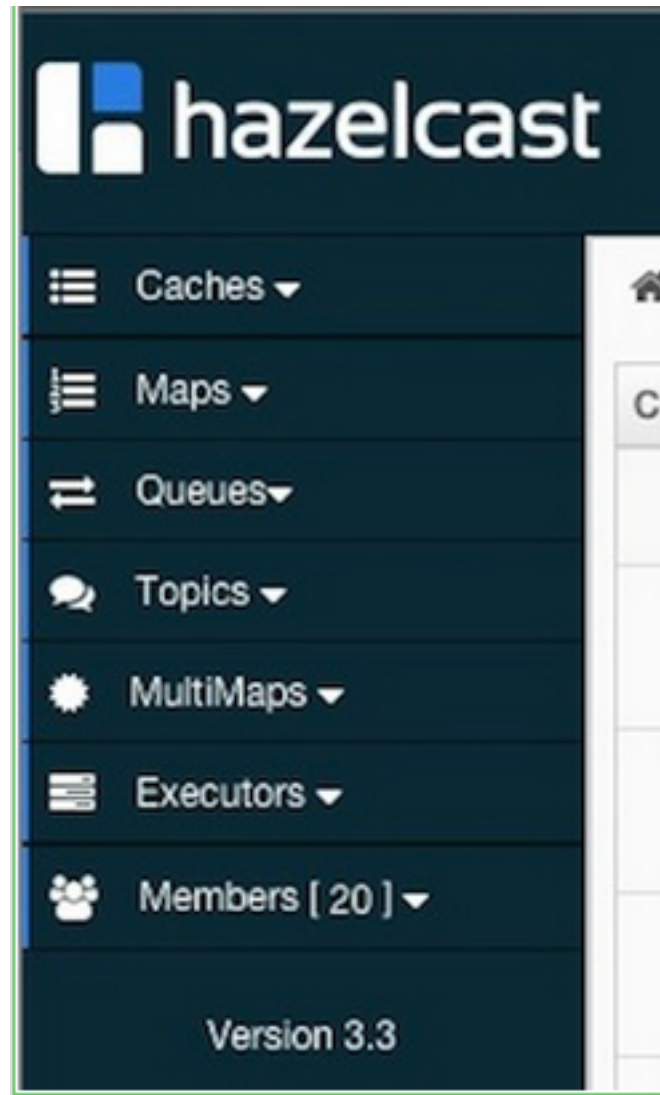 hazelcast
Caches
Maps
C
Queues
Topics
MultiMaps
Executors
Members [ 20 ]
Version 3.3